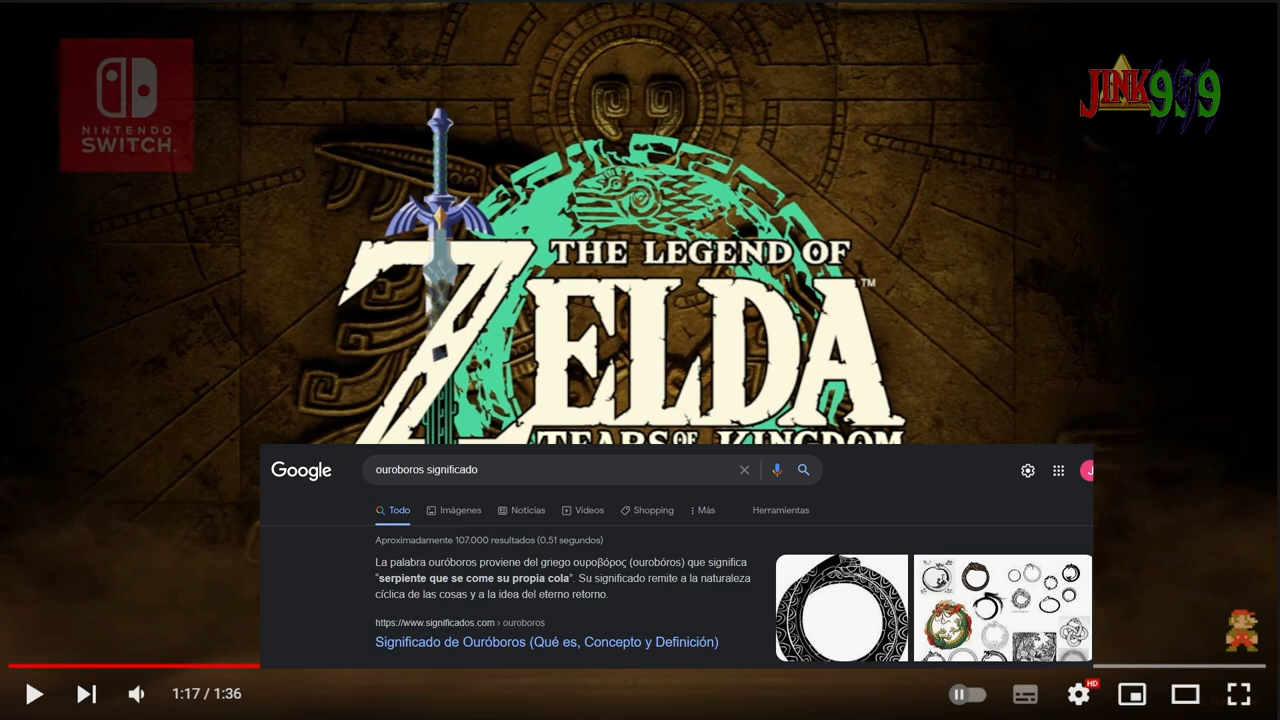 NINTENDO
SWITCH.
JINK999
THE LEGEND OF
ZELDA™
TEARS OF KINGDOM
Google
ouroboros significado
Todo
Imágenes
Noticias
Videos
Shopping
Más
Herramientas
Aproximadamente 107.000 resultados (0,51 segundos)
La palabra ouróboros proviene del griego ουροβόρος (ourobóros) que significa
"serpiente que se come su propia cola". Su significado remite a la naturaleza
cíclica de las cosas y a la idea del eterno retorno.
https://www.significados.com › ouroboros
Significado de Ouróboros (Qué es, Concepto y Definición)
J
1:17 / 1:36
HD